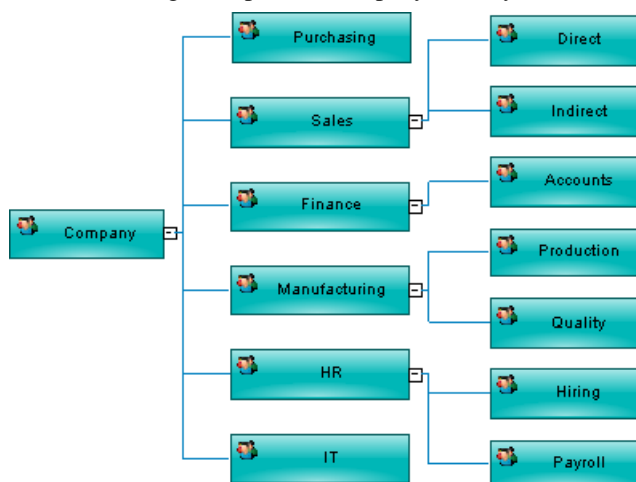 Purchasing
Direct
Sales
Indirect
Finance
Accounts
Company
Manufacturing
Production
Quality
HR
Hiring
IT
Payroll